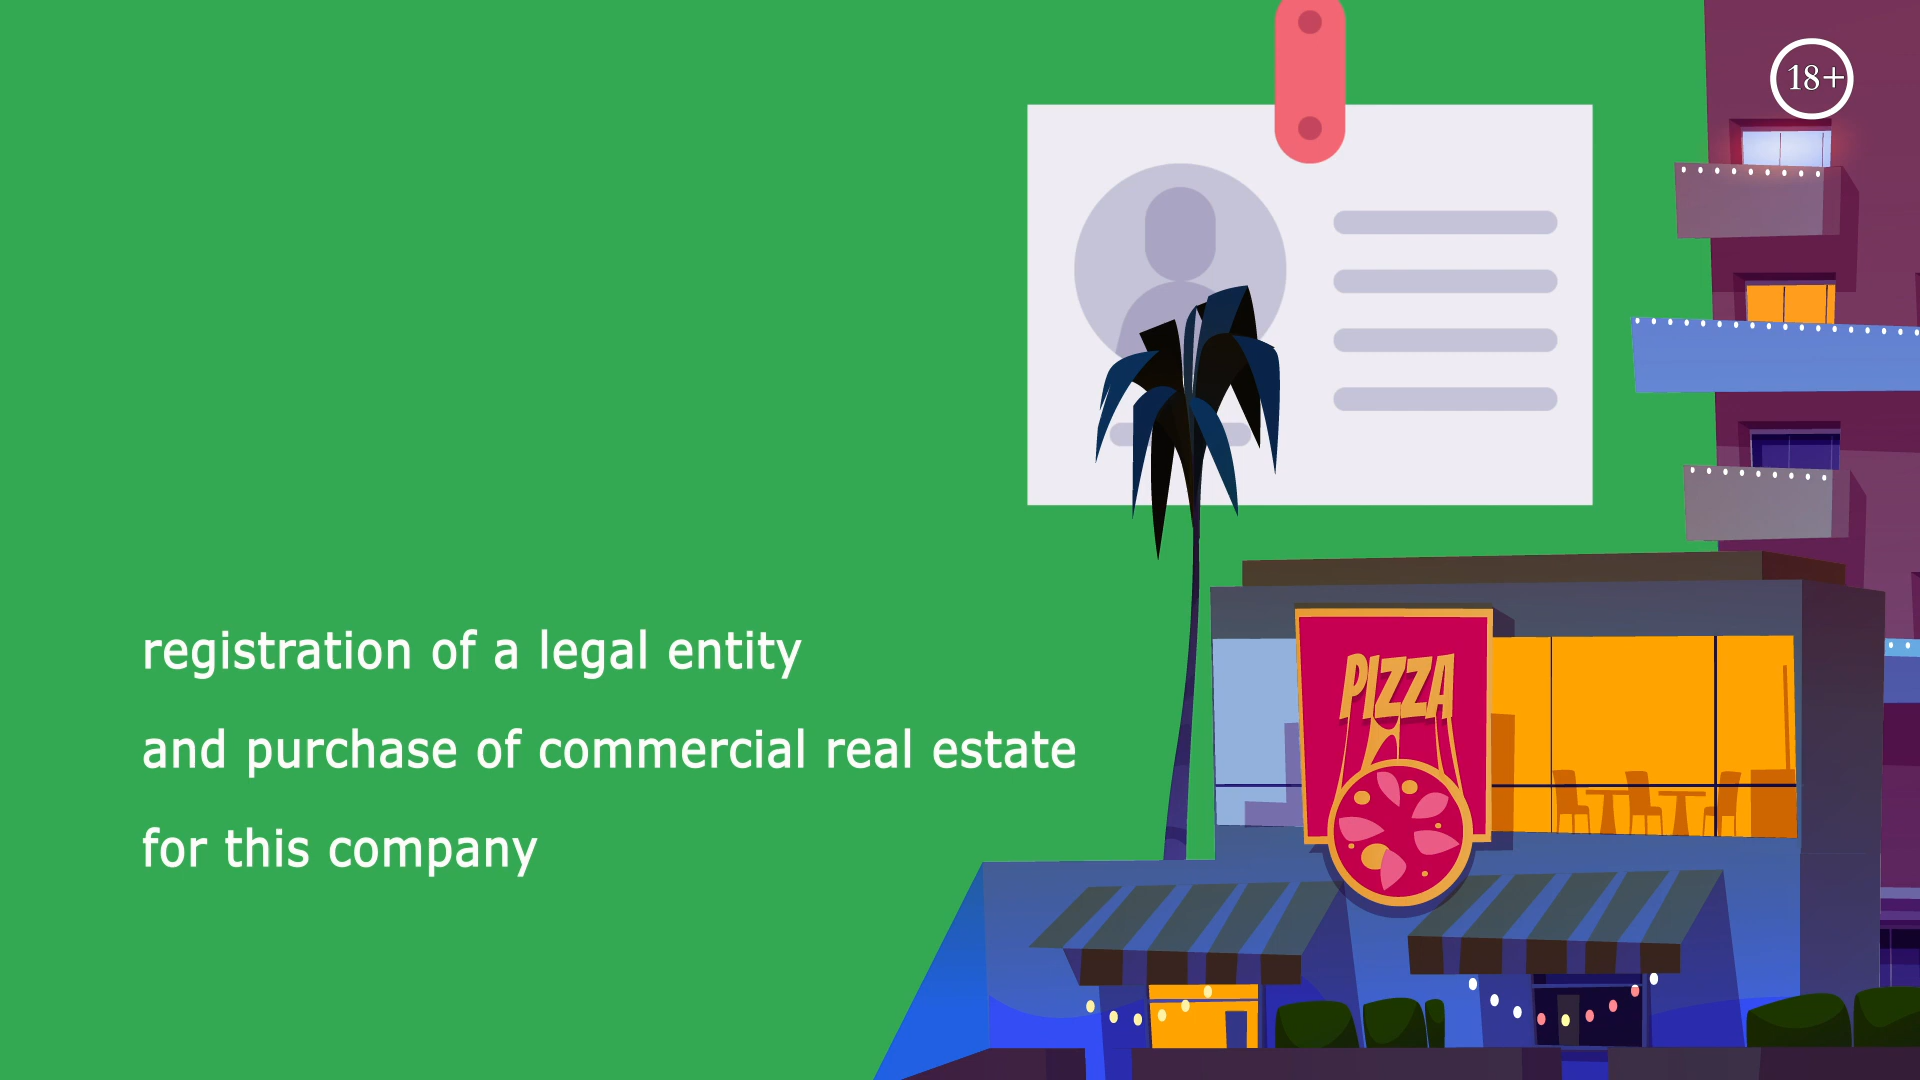 18+
PIZZA
registration of a legal entity
and purchase of commercial real estate
for this company